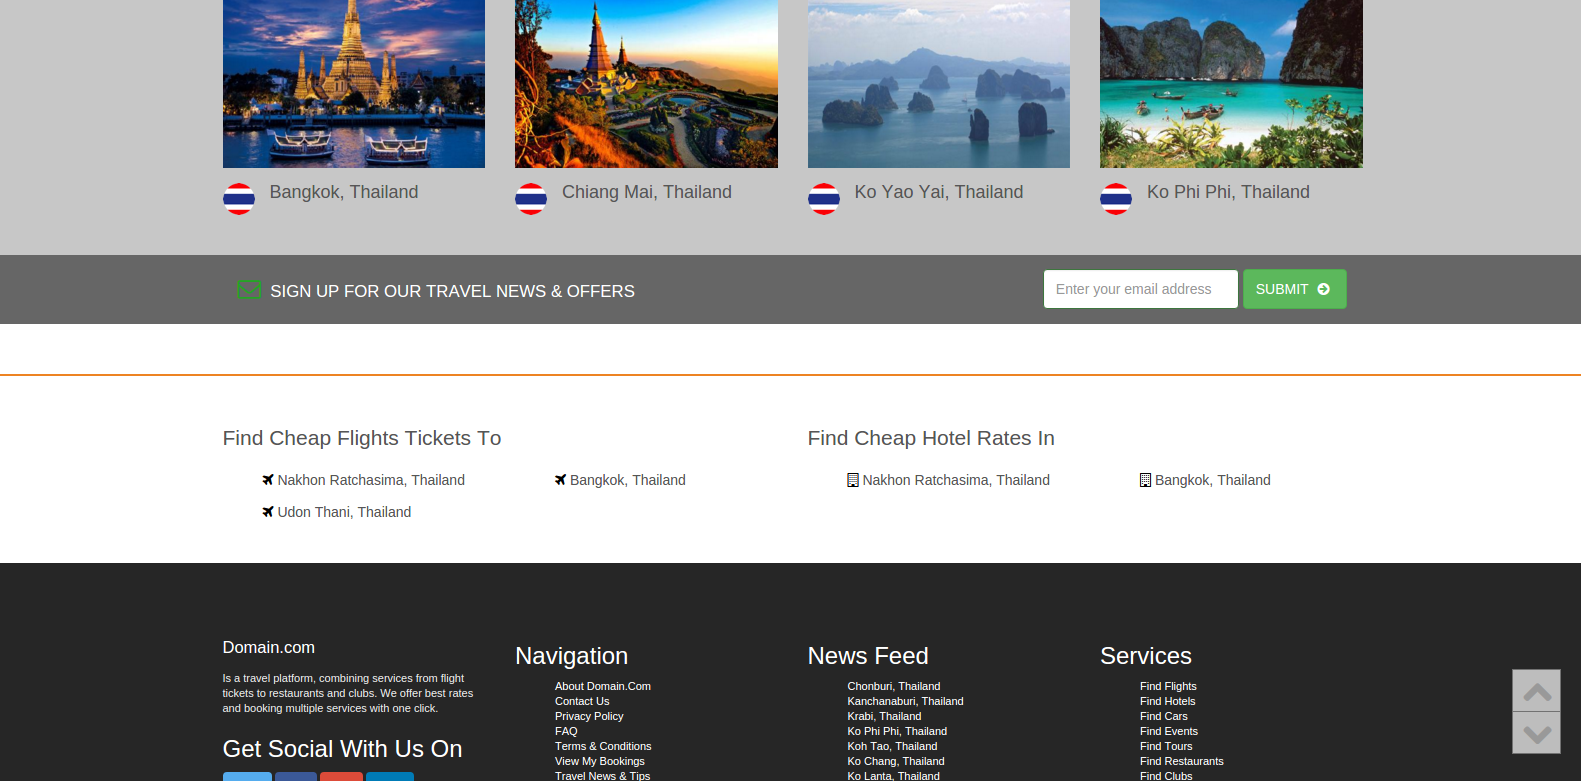 Bangkok, Thailand
Chiang Mai, Thailand
Ko Yao Yai, Thailand
Ko Phi Phi, Thailand
SIGN UP FOR OUR TRAVEL NEWS & OFFERS
Enter your email address
SUBMIT
Find Cheap Flights Tickets To
Nakhon Ratchasima, Thailand
Bangkok, Thailand
Udon Thani, Thailand
Find Cheap Hotel Rates In
Nakhon Ratchasima, Thailand
Bangkok, Thailand
Domain.com
Is a travel platform, combining services from flight
tickets to restaurants and clubs. We offer best rates
and booking multiple services with one click.
Get Social With Us On
Navigation
About Domain.Com
Contact Us
Privacy Policy
FAQ
Terms & Conditions
View My Bookings
Travel News & Tips
News Feed
Chonburi, Thailand
Kanchanaburi, Thailand
Krabi, Thailand
Ko Phi Phi, Thailand
Koh Tao, Thailand
Ko Chang, Thailand
Ko Lanta, Thailand
Services
Find Flights
Find Hotels
Find Cars
Find Events
Find Tours
Find Restaurants
Find Clubs